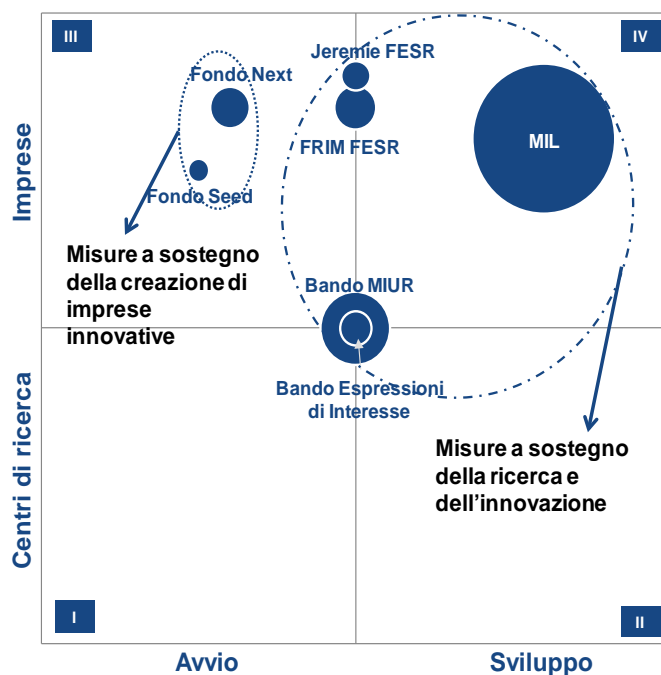 III
IV
Jeremie FESR
Fondo Next
FRIM FESR
MIL
Fondo Seed
Imprese
Misure a sostegno
della creazione di
imprese
innovative
Bando MIUR
Bando Espressioni
di Interesse
Centri di ricerca
Misure a sostegno
della ricerca e
dell'innovazione
I
II
Avvio
Sviluppo